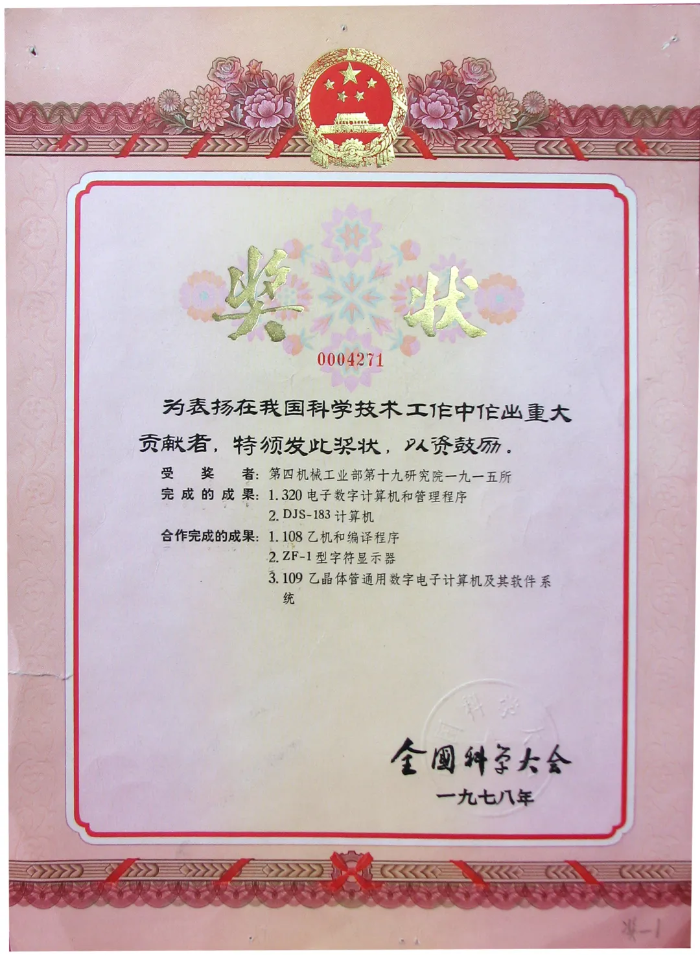 奖状
0004271
为表扬在我国科学技术工作中作出重大
贡献者，特颁发此奖状，以资鼓励。
受奖者：第四机械工业部第十九研究院一九一五所
完成的成果：1.320电子数字计算机和管理程序
2.DJS-183计算机
合作完成的成果：1.108乙机和编译程序
2.ZF-1型字符显示器
3.109乙晶体管通用数字电子计算机及其软件系
统
全國科学大会
一九七八年